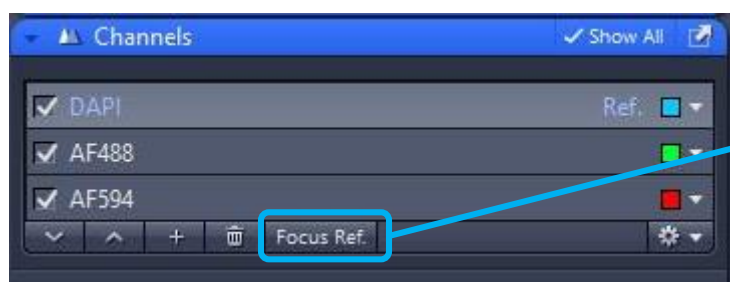 Channels Show All
DAPI Ref.
AF488
AF594
Focus Ref.